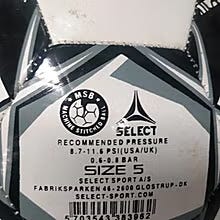 MSB
MACHINE STITCHED BALL
SELECT
RECOMMENDED PRESSURE
8.7-11.6 PSI(USA/UK)
0.6-0.8 BAR
SIZE 5
SELECT SPORT A/S
FABRIKSPARKEN 46-2600 GLOSTRUP-DK
SELECT-SPORT.COM